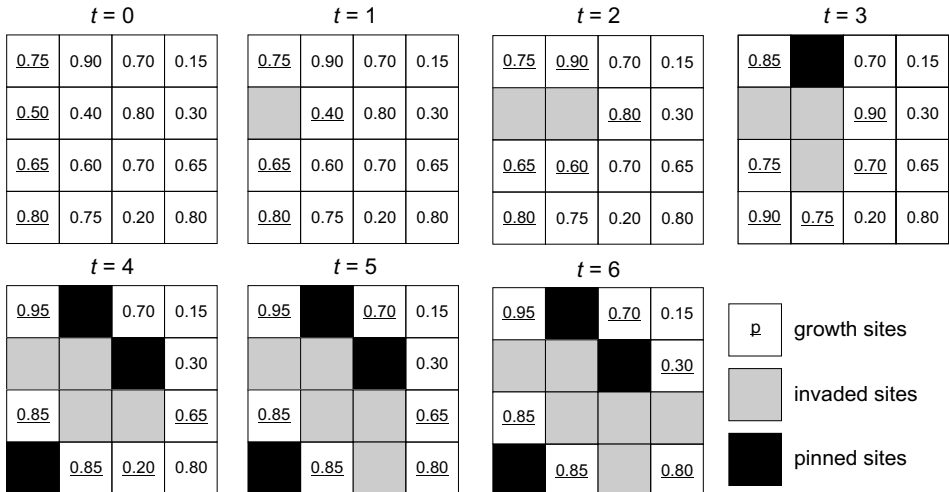 t = 0
t = 1
t = 2
t = 3
0.75 0.90 0.70 0.15
0.75 0.90 0.70 0.15
0.75 0.90 0.70 0.15
0.85 0.70 0.15
0.50 0.40 0.80 0.30
0.40 0.80 0.30
0.80 0.30
0.90 0.30
0.65 0.60 0.70 0.65
0.65 0.60 0.70 0.65
0.65 0.60 0.70 0.65
0.75 0.70 0.65
0.80 0.75 0.20 0.80
0.80 0.75 0.20 0.80
0.80 0.75 0.20 0.80
0.90 0.75 0.20 0.80
t = 4
t = 5
t = 6
0.95 0.70 0.15
0.95 0.70 0.15
0.95 0.70 0.15
0.30
0.30
0.30
0.85 0.65
0.85 0.65
0.85
0.85 0.20 0.80
0.85 0.80
0.85 0.80
p growth sites
invaded sites
pinned sites